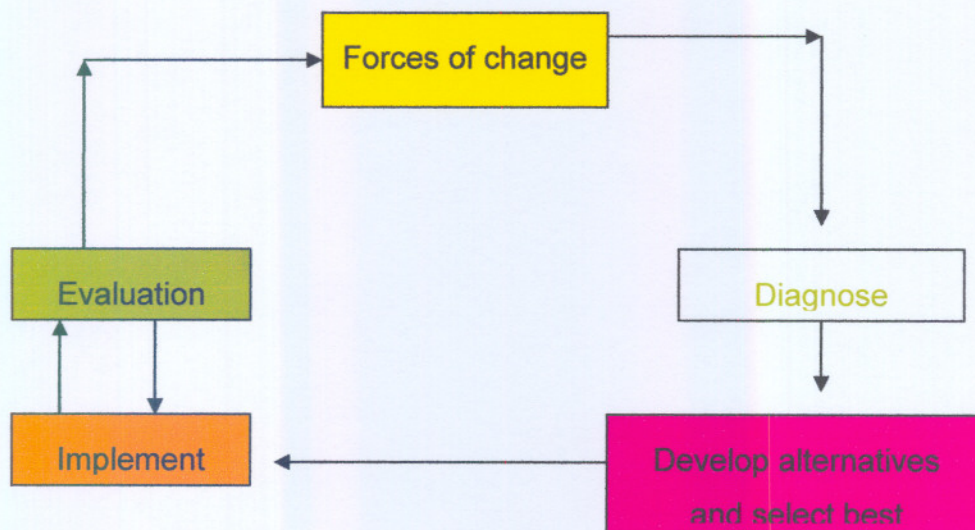 Forces of change
Evaluation
Diagnose
Implement
Develop alternatives
and select best